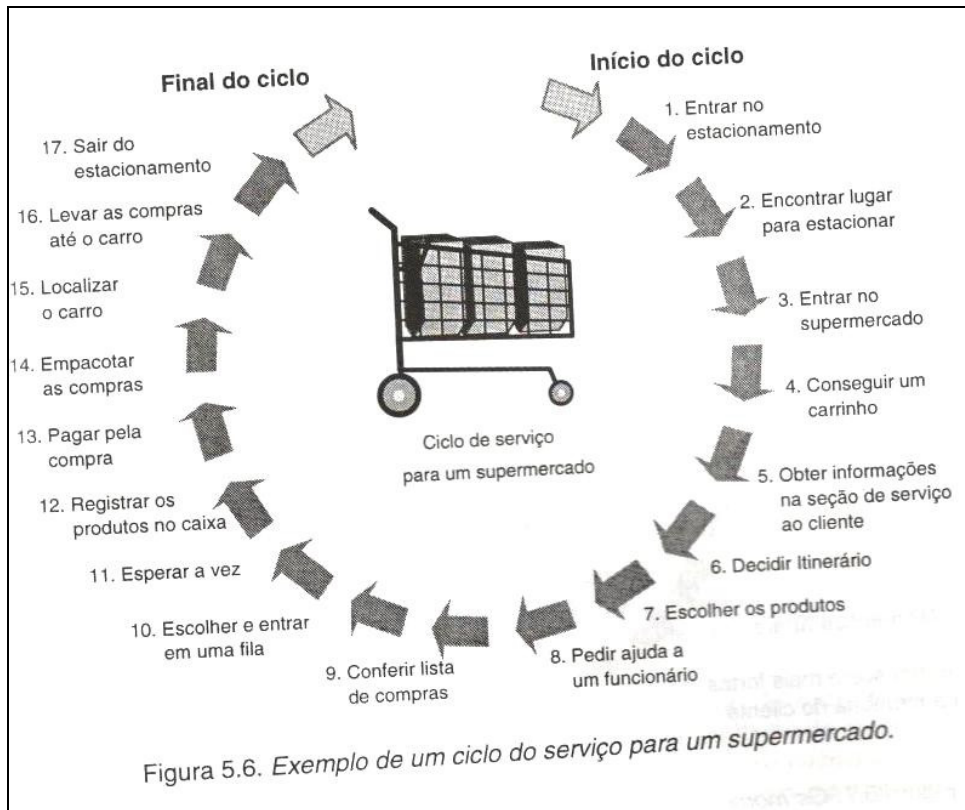 Final do ciclo
Início do ciclo
1. Entrar no
estacionamento
2. Encontrar lugar
para estacionar
3. Entrar no
supermercado
4. Conseguir um
carrinho
5. Obter informações
na seção de serviço
ao cliente
6. Decidir Itinerário
7. Escolher os produtos
8. Pedir ajuda a
um funcionário
9. Conferir lista
de compras
10. Escolher e entrar
em uma fila
11. Esperar a vez
12. Registrar os
produtos no caixa
13. Pagar pela
compra
14. Empacotar
as compras
15. Localizar
o carro
16. Levar as compras
até o carro
17. Sair do
estacionamento
Ciclo de serviço
para um supermercado
Figura 5.6. Exemplo de um ciclo do serviço para um supermercado.